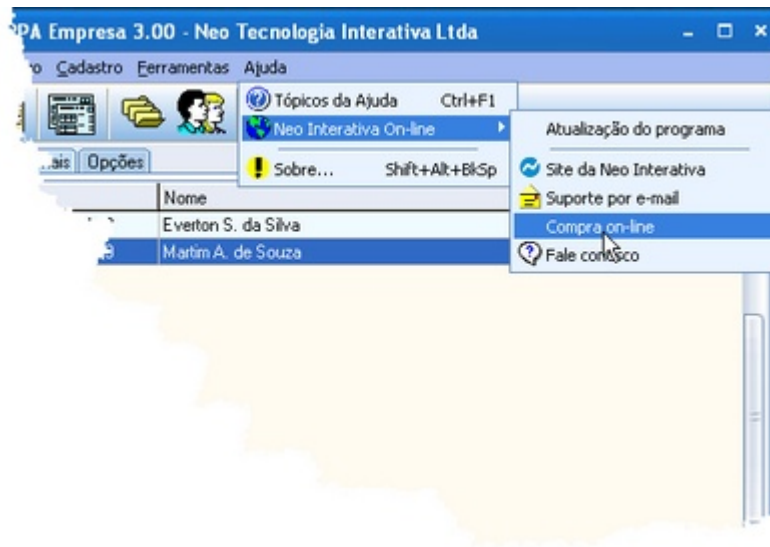 PPA Empresa 3.00 - Neo Tecnologia Interativa Ltda
Cadastro Ferramentas Ajuda
Tópicos da Ajuda Ctrl+F1
Neo Interativa On-line
Sobre... Shift+Alt+BkSp
Atualização do programa
Site da Neo Interativa
Suporte por e-mail
Compra on-line
Fale conosco
Opções
Nome
Everton S. da Silva
Martim A. de Souza